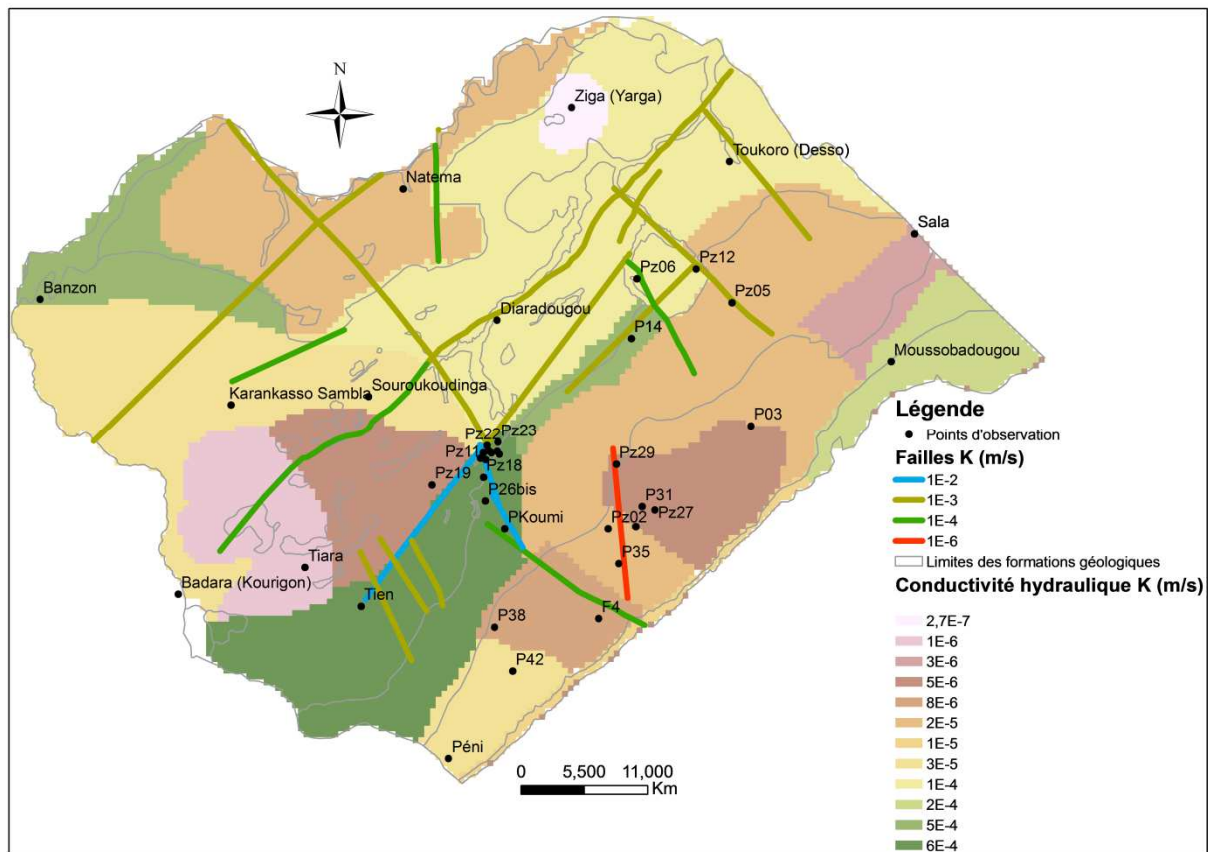 N
Ziga (Yarga)
Toukoro (Desso)
Natema
Sala
Pz12
Pz06
Banzon
Pz05
Diaradougou
P14
Moussobadougou
Karankasso Sambla
Souroukoudinga
P03
Pz22
Pz23
Pz11
Pz18
Pz29
Pz19
P26bis
P31
Pz27
PKoumi
Pz02
P35
Tiara
Badara (Kourigon)
Tien
P38
F4
P42
Péni
0 5,500 11,000
Km
Légende
Points d'observation
Failles K (m/s)
1E-2
1E-3
1E-4
1E-6
Limites des formations géologiques
Conductivité hydraulique K (m/s)
2,7E-7
1E-6
3E-6
5E-6
8E-6
2E-5
1E-5
3E-5
1E-4
2E-4
5E-4
6E-4